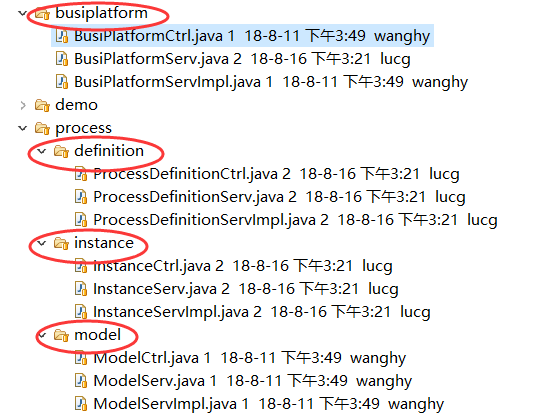 busiplatform
BusiPlatformCtrl.java 1 18-8-11 下午3:49 wanghy
BusiPlatformServ.java 2 18-8-16 下午3:21 lucg
BusiPlatformServImpl.java 1 18-8-11 下午3:49 wanghy
demo
process
definition
ProcessDefinitionCtrl.java 2 18-8-16 下午3:21 lucg
ProcessDefinitionServ.java 2 18-8-16 下午3:21 lucg
ProcessDefinitionServImpl.java 2 18-8-16 下午3:21 lucg
instance
InstanceCtrl.java 2 18-8-16 下午3:21 lucg
InstanceServ.java 2 18-8-16 下午3:21 lucg
InstanceServImpl.java 2 18-8-16 下午3:21 lucg
model
ModelCtrl.java 1 18-8-11 下午3:49 wanghy
ModelServ.java 1 18-8-11 下午3:49 wanghy
ModelServImpl.java 1 18-8-11 下午3:49 wanghy